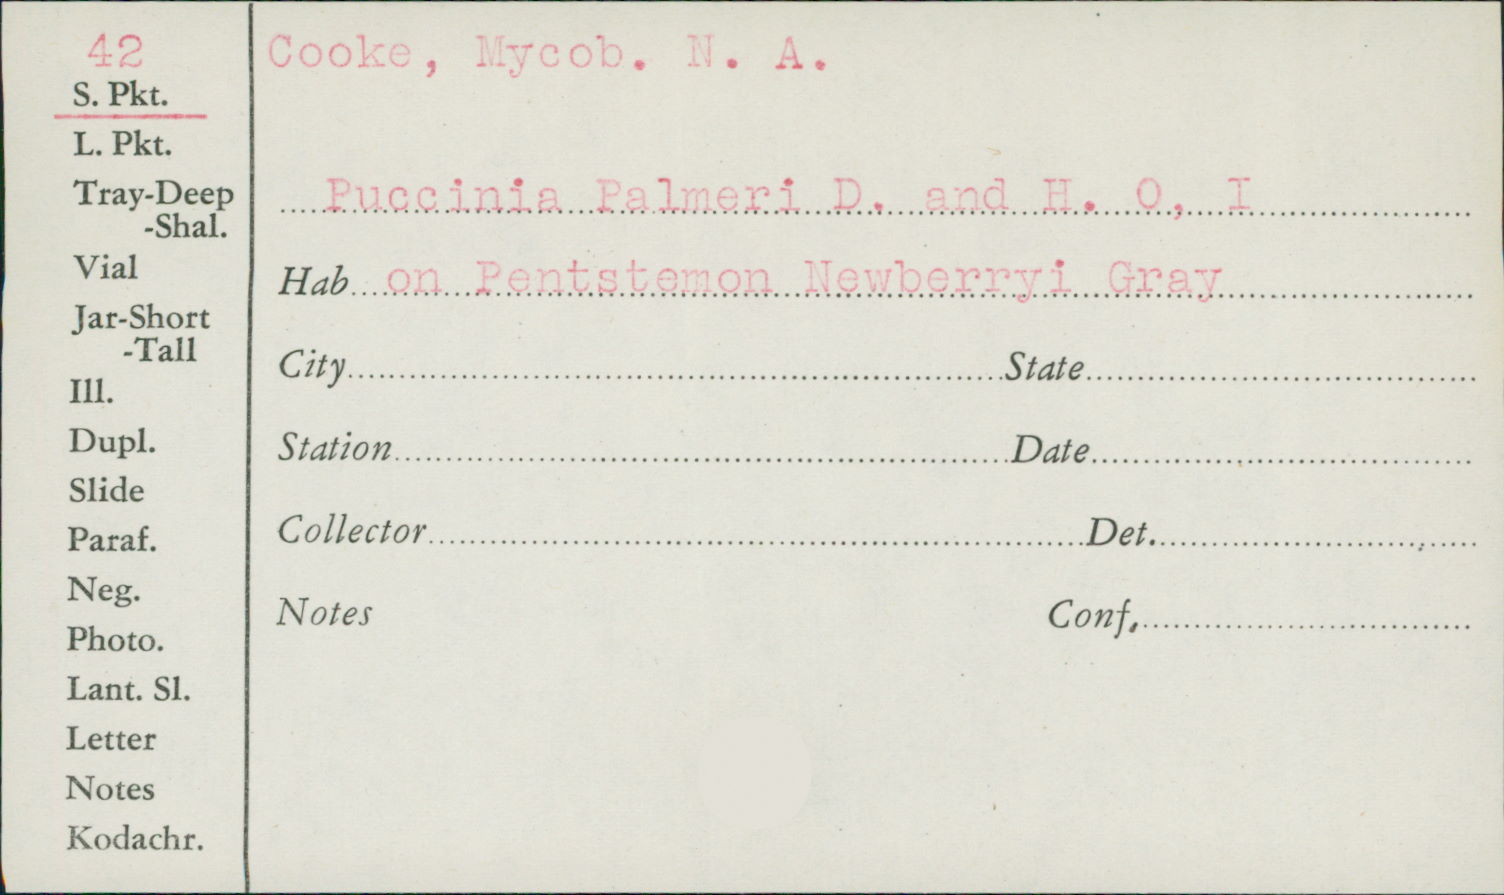 42
S. Pkt.
L. Pkt.
Tray-Deep
-Shal.
Vial
Jar-Short
-Tall
Ill.
Dupl.
Slide
Paraf.
Neg.
Photo.
Lant. Sl.
Letter
Notes
Kodachr.
Cooke, Mycob. N. A.
Puccinia Palmeri D. and H. O, I
Hab. on Pentstemon Newberryi Gray
City State
Station Date
Collector Det.
Notes Conf.